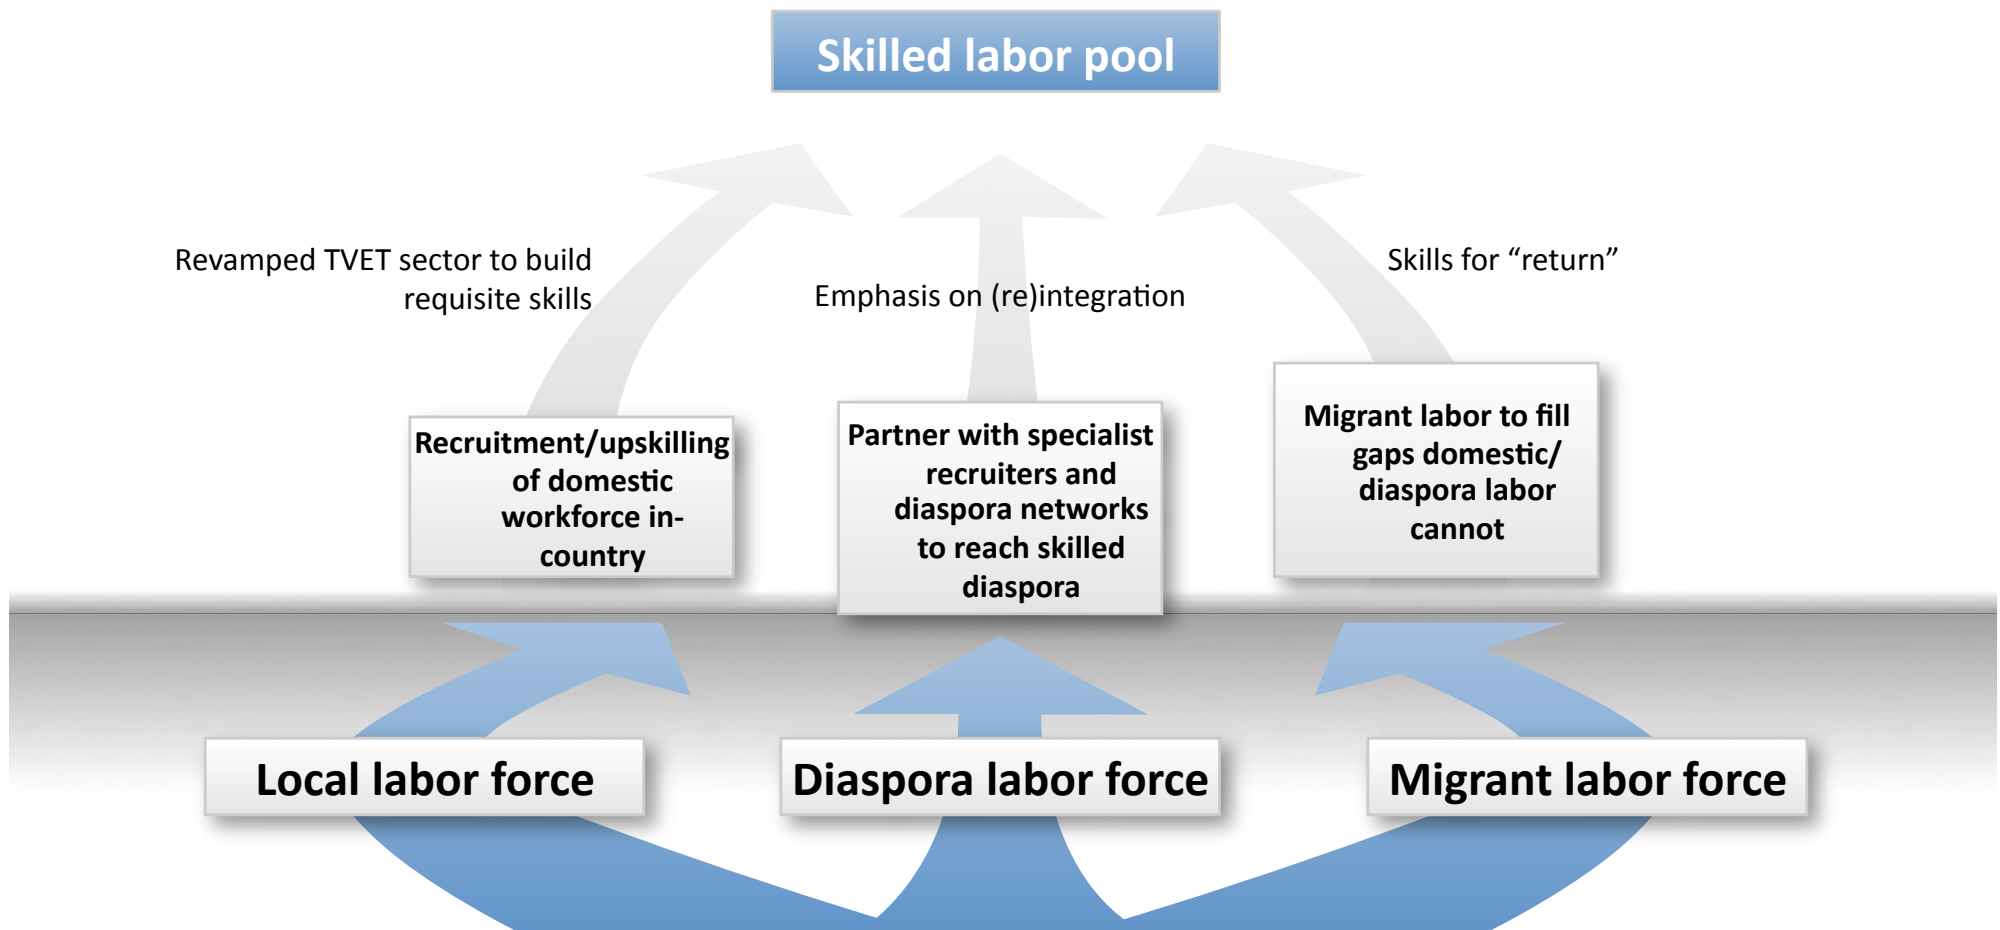 Skilled labor pool
Revamped TVET sector to build
requisite skills
Emphasis on (re)integration
Skills for “return”
Recruitment/upskilling
of domestic
workforce in-
country
Partner with specialist
recruiters and
diaspora networks
to reach skilled
diaspora
Migrant labor to fill
gaps domestic/
diaspora labor
cannot
Local labor force
Diaspora labor force
Migrant labor force